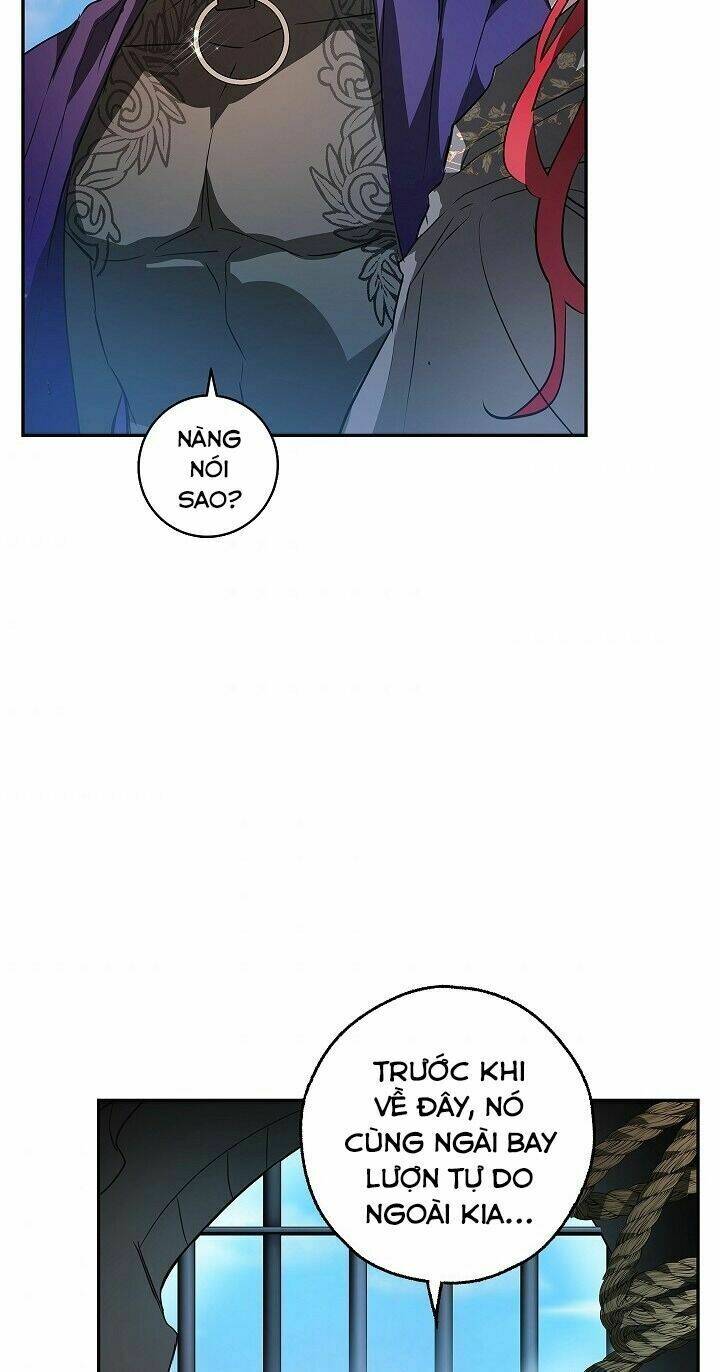 NÀNG
NÓI
SAO?
TRƯỚC KHI
VỀ ĐÂY, NÓ
CÙNG NGÀI BAY
LƯỢN TỰ DO
NGOÀI KIA...